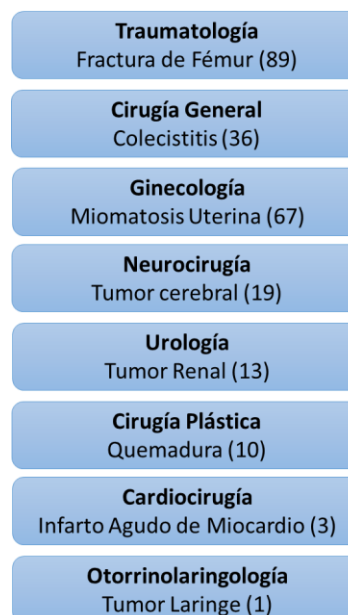 Traumatología
Fractura de Fémur (89)
Cirugía General
Colecistitis (36)
Ginecología
Miomatosis Uterina (67)
Neurocirugía
Tumor cerebral (19)
Urología
Tumor Renal (13)
Cirugía Plástica
Quemadura (10)
Cardiocirugía
Infarto Agudo de Miocardio (3)
Otorrinolaringología
Tumor Laringe (1)